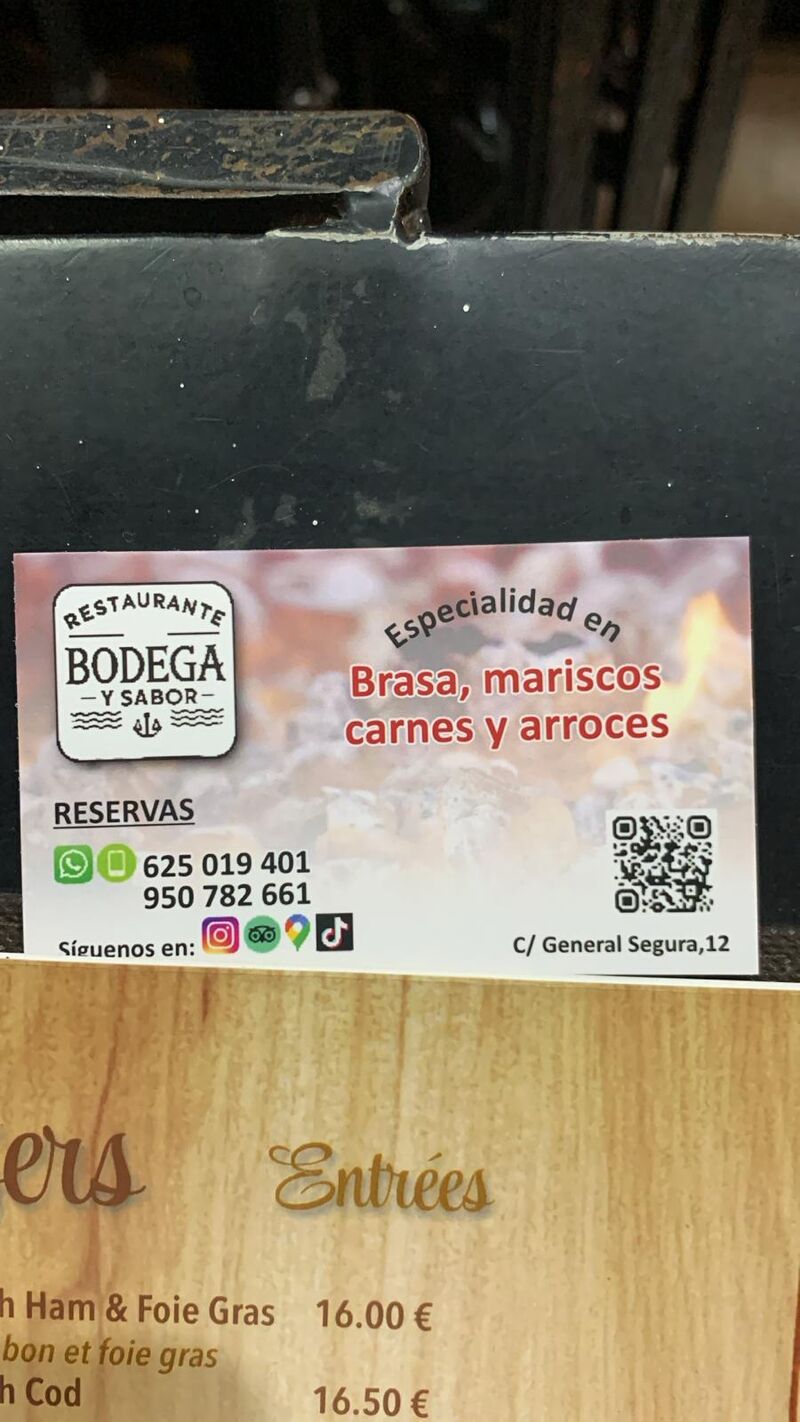 RESTAURANTE
BODEGA
Y SABOR
Especialidad en
Brasa, mariscos
carnes y arroces
RESERVAS
625 019 401
950 782 661
Síguenos en:
C/ General Segura,12
ers
Entrées
h Ham & Foie Gras 16.00 €
bon et foie gras
h Cod 16.50 €